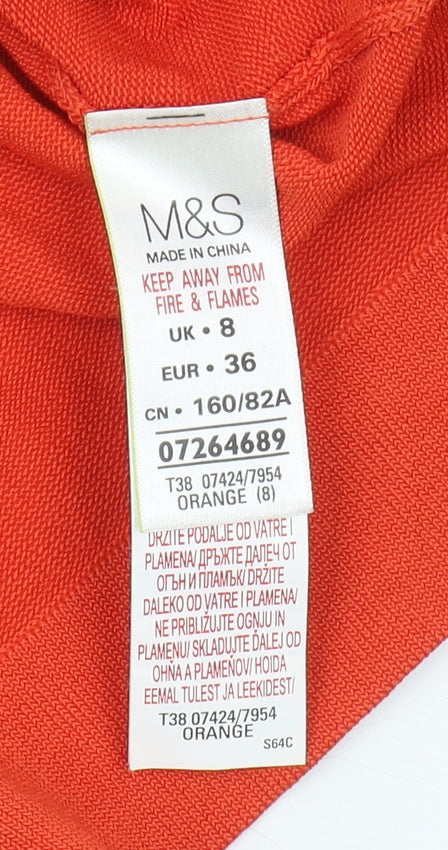 M&S
MADE IN CHINA
KEEP AWAY FROM
FIRE & FLAMES
UK • 8
EUR • 36
CN • 160/82A
07264689
T38 07424/7954
ORANGE (8)
DRŽITE PODALJE OD VATRE I
PLAMENA/ ДРЪЖТЕ ДАЛЕЧ ОТ
ОГЪН И ПЛАМЪК/ DRŽITE
DALEKO OD VATRE I PLAMENA/
NE PRIBLIŽUJTE OGNJU IN
PLAMENU/ SKLADUJTE ĎALEJ OD
OHŇA A PLAMEŇOV/ HOIDA
EEMAL TULEST JA LEEKIDEST/
T38 07424/7954
ORANGE
S64C